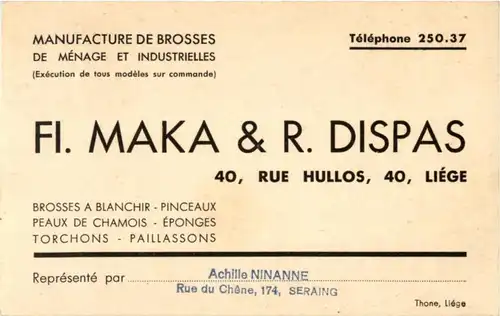 MANUFACTURE DE BROSSES
DE MÉNAGE ET INDUSTRIELLES
(Exécution de tous modèles sur commande)
Téléphone 250.37
Fl. MAKA & R. DISPAS
40, RUE HULLOS, 40, LIÉGE
BROSSES A BLANCHIR - PINCEAUX
PEAUX DE CHAMOIS - ÉPONGES
TORCHONS - PAILLASSONS
Représenté par Achille NINANNE
Rue du Chêne, 174, SERAING
Thone, Liége